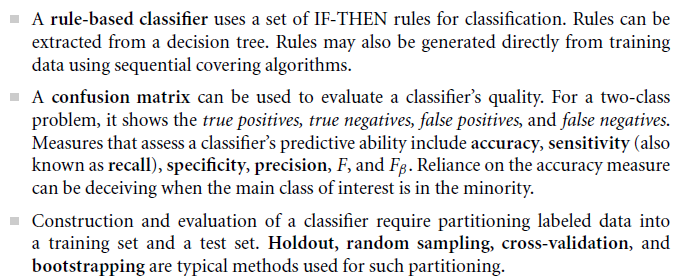 A rule-based classifier uses a set of IF-THEN rules for classification. Rules can be
extracted from a decision tree. Rules may also be generated directly from training
data using sequential covering algorithms.
A confusion matrix can be used to evaluate a classifier's quality. For a two-class
problem, it shows the true positives, true negatives, false positives, and false negatives.
Measures that assess a classifier's predictive ability include accuracy, sensitivity (also
known as recall), specificity, precision, F, and Fβ. Reliance on the accuracy measure
can be deceiving when the main class of interest is in the minority.
Construction and evaluation of a classifier require partitioning labeled data into
a training set and a test set. Holdout, random sampling, cross-validation, and
bootstrapping are typical methods used for such partitioning.